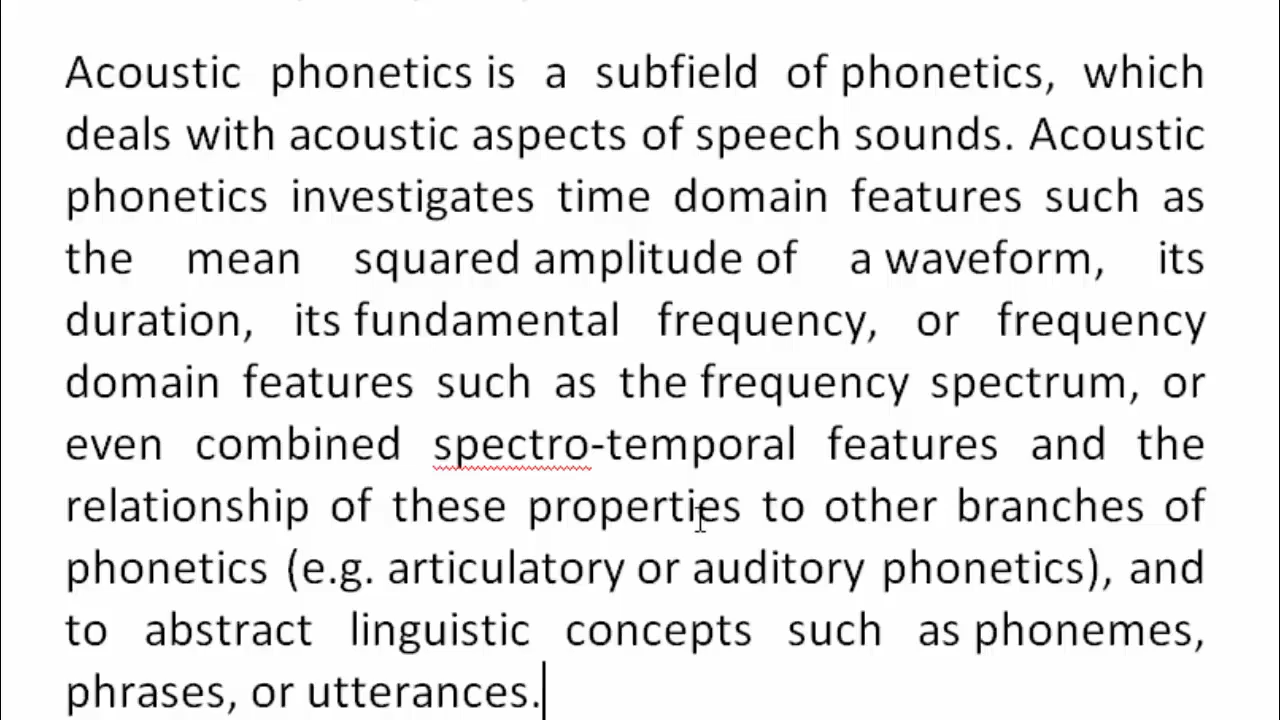 Acoustic phonetics is a subfield of phonetics, which
deals with acoustic aspects of speech sounds. Acoustic
phonetics investigates time domain features such as
the mean squared amplitude of a waveform, its
duration, its fundamental frequency, or frequency
domain features such as the frequency spectrum, or
even combined spectro-temporal features and the
relationship of these properties to other branches of
phonetics (e.g. articulatory or auditory phonetics), and
to abstract linguistic concepts such as phonemes,
phrases, or utterances.